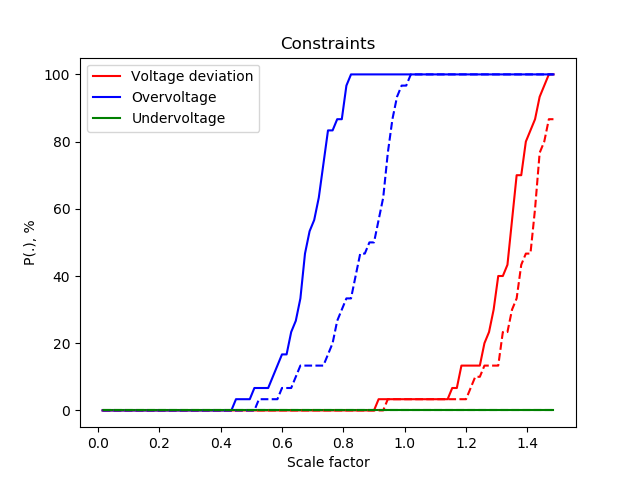 Constraints
Voltage deviation
Overvoltage
Undervoltage
100
80
60
40
20
0
P(.), %
0.0 0.2 0.4 0.6 0.8 1.0 1.2 1.4
Scale factor